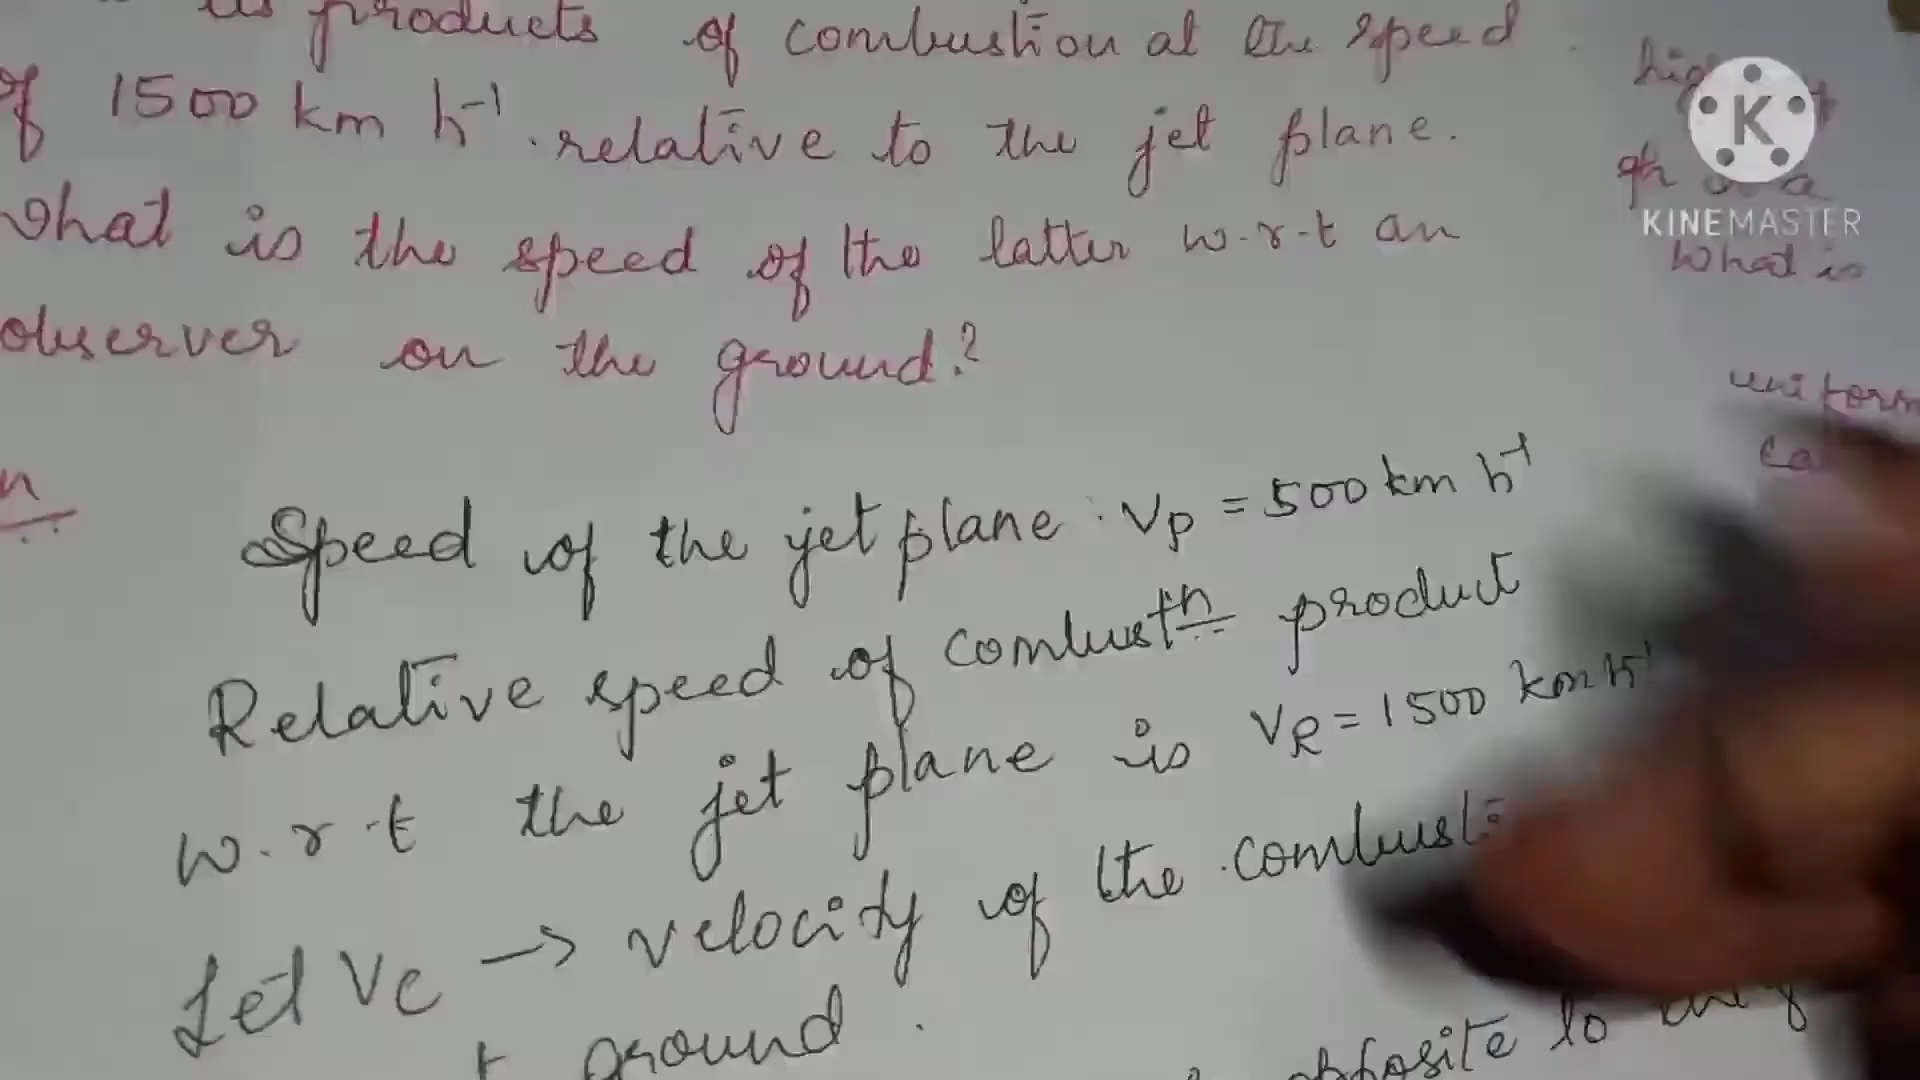 products of combustion at the speed
of 1500 km h⁻¹ relative to the jet plane.
What is the speed of the latter w.r.t an
observer on the ground?
Speed of the jet plane Vp = 500 km h⁻¹
Relative speed of combustn product
w.r.t the jet plane is VR = 1500 km h⁻¹
Let Vc → velocity of the
ground.
opposite to the
What is
KINEMASTER